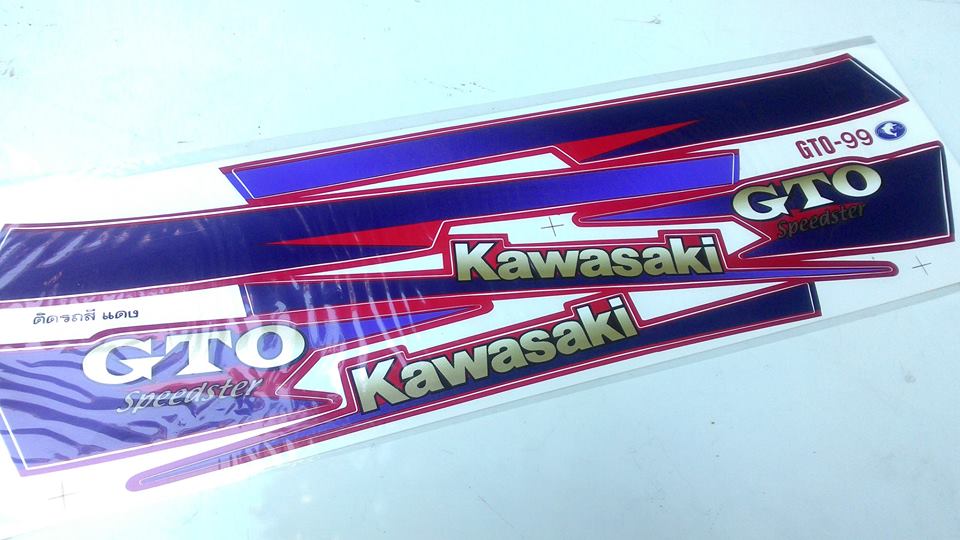 GTO-99
GTO
Speedster
Kawasaki
ติดรถสี แดง
Kawasaki
GTO
Speedster